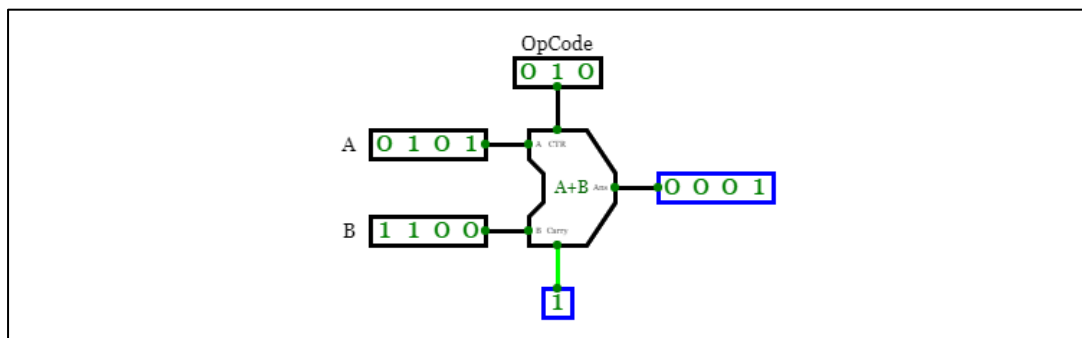 OpCode
0 1 0
A 0 1 0 1 A CTR
A+B Ans 0 0 0 1
B 1 1 0 0 B Carry
1